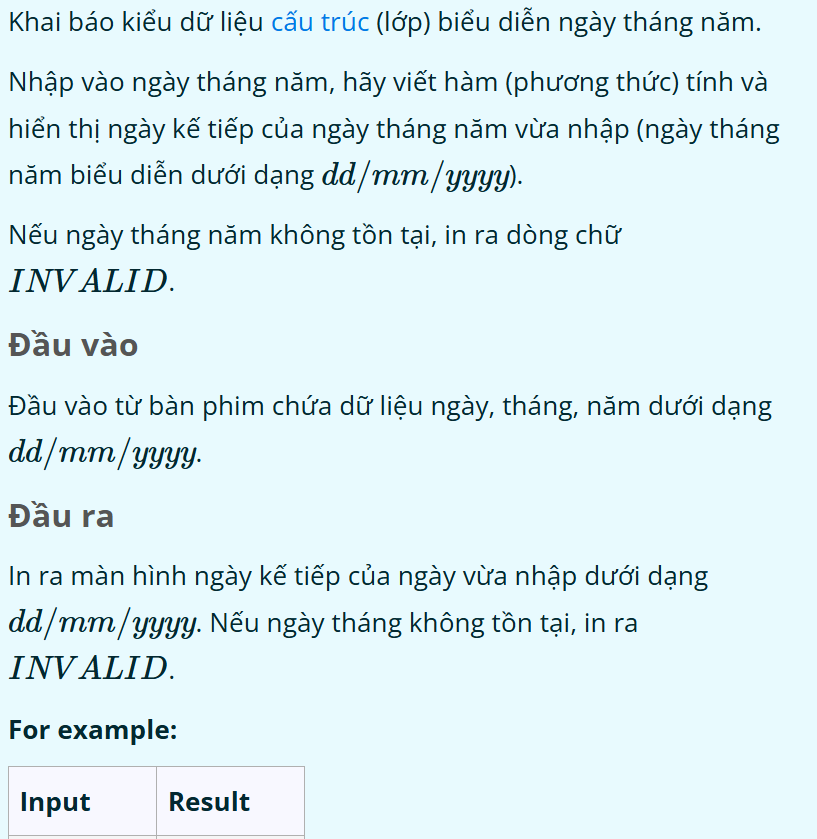 Khai báo kiểu dữ liệu cấu trúc (lớp) biểu diễn ngày tháng năm.
Nhập vào ngày tháng năm, hãy viết hàm (phương thức) tính và
hiển thị ngày kế tiếp của ngày tháng năm vừa nhập (ngày tháng
năm biểu diễn dưới dạng dd/mm/yyyy).
Nếu ngày tháng năm không tồn tại, in ra dòng chữ
INVALID.
Đầu vào
Đầu vào từ bàn phim chứa dữ liệu ngày, tháng, năm dưới dạng
dd/mm/yyyy.
Đầu ra
In ra màn hình ngày kế tiếp của ngày vừa nhập dưới dạng
dd/mm/yyyy. Nếu ngày tháng không tồn tại, in ra
INVALID.
For example:
Input Result